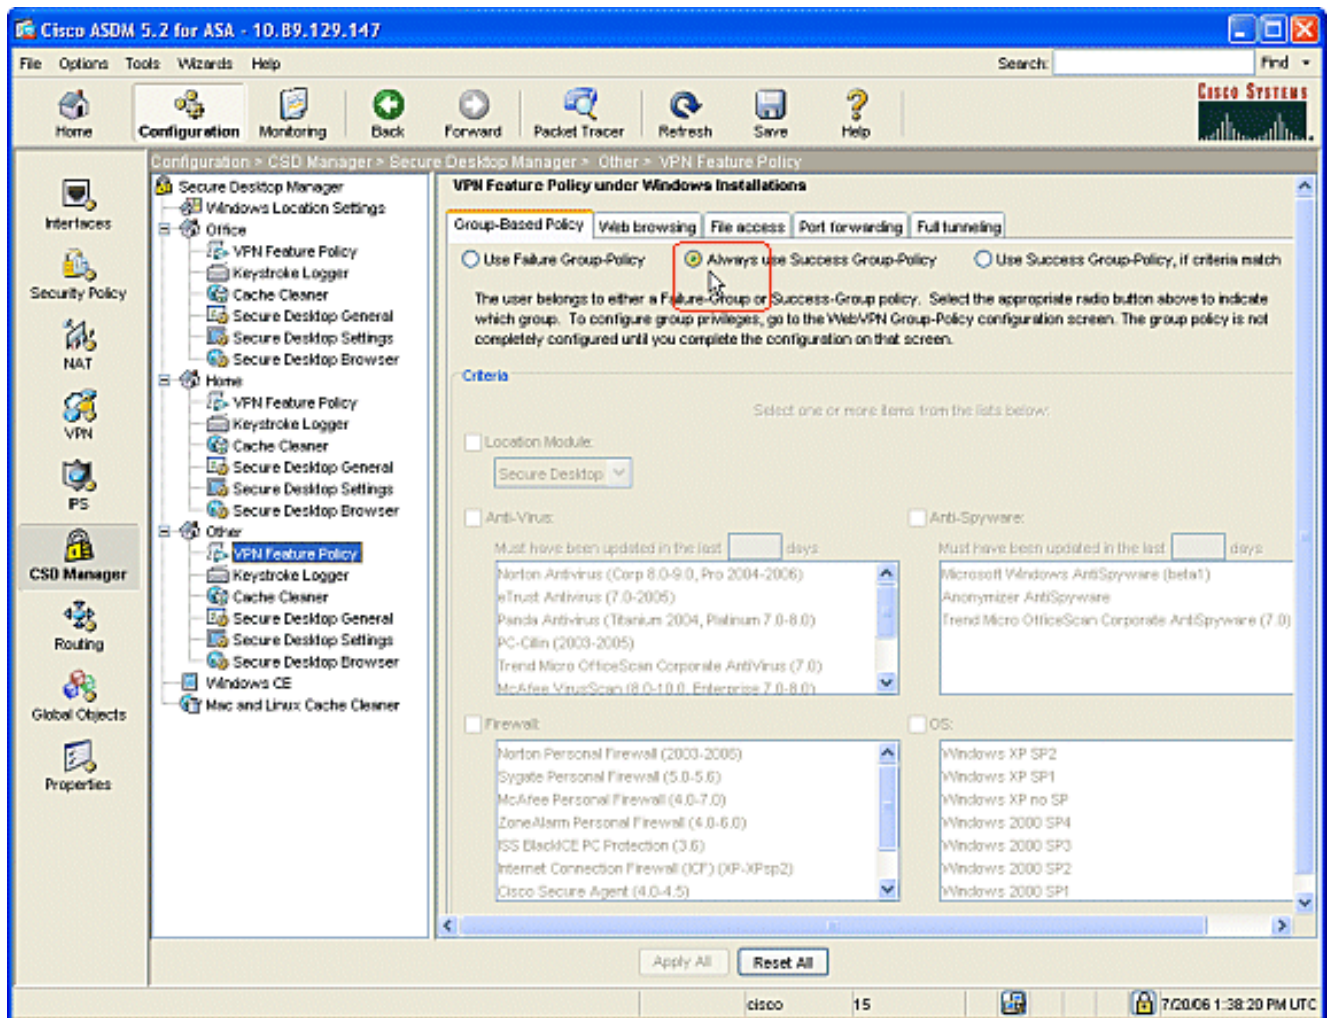 Cisco ASDM 5.2 for ASA - 10.89.129.147
File Options Tools Wizards Help
Search: Find
Home Configuration Monitoring Back Forward Packet Tracer Refresh Save Help
CISCO SYSTEMS
Configuration > CSD Manager > Secure Desktop Manager > Other > VPN Feature Policy
Interfaces
Security Policy
NAT
VPN
IPS
CSD Manager
Routing
Global Objects
Properties
Secure Desktop Manager
Windows Location Settings
Office
VPN Feature Policy
Keystroke Logger
Cache Cleaner
Secure Desktop General
Secure Desktop Settings
Secure Desktop Browser
Home
VPN Feature Policy
Keystroke Logger
Cache Cleaner
Secure Desktop General
Secure Desktop Settings
Secure Desktop Browser
Other
VPN Feature Policy
Keystroke Logger
Cache Cleaner
Secure Desktop General
Secure Desktop Settings
Secure Desktop Browser
Windows CE
Mac and Linux Cache Cleaner
VPN Feature Policy under Windows Installations
Group-Based Policy Web browsing File access Port forwarding Full tunneling
Use Failure Group-Policy Always use Success Group-Policy Use Success Group-Policy, if criteria match
The user belongs to either a Failure-Group or Success-Group policy. Select the appropriate radio button above to indicate
which group. To configure group privileges, go to the WebVPN Group-Policy configuration screen. The group policy is not
completely configured until you complete the configuration on that screen.
Criteria
Select one or more items from the lists below:
Location Module:
Secure Desktop
Anti-Virus:
Must have been updated in the last days
Norton Antivirus (Corp 8.0-9.0, Pro 2004-2006)
eTrust Antivirus (7.0-2005)
Panda Antivirus (Titanium 2004, Platinum 7.0-8.0)
PC-Cillin (2003-2005)
Trend Micro OfficeScan Corporate AntiVirus (7.0)
McAfee VirusScan (8.0-10.0, Enterprise 7.0-8.0)
Anti-Spyware:
Must have been updated in the last days
Microsoft Windows AntiSpyware (beta1)
Anonymizer AntiSpyware
Trend Micro OfficeScan Corporate AntiSpyware (7.0)
Firewall:
Norton Personal Firewall (2003-2005)
Sygate Personal Firewall (5.0-5.6)
McAfee Personal Firewall (4.0-7.0)
ZoneAlarm Personal Firewall (4.0-6.0)
ISS BlackICE PC Protection (3.6)
Internet Connection Firewall (ICF) (XP-XPsp2)
Cisco Secure Agent (4.0-4.5)
OS:
Windows XP SP2
Windows XP SP1
Windows XP no SP
Windows 2000 SP4
Windows 2000 SP3
Windows 2000 SP2
Windows 2000 SP1
Apply All Reset All
cisco 15 7/20/06 1:38:20 PM UTC